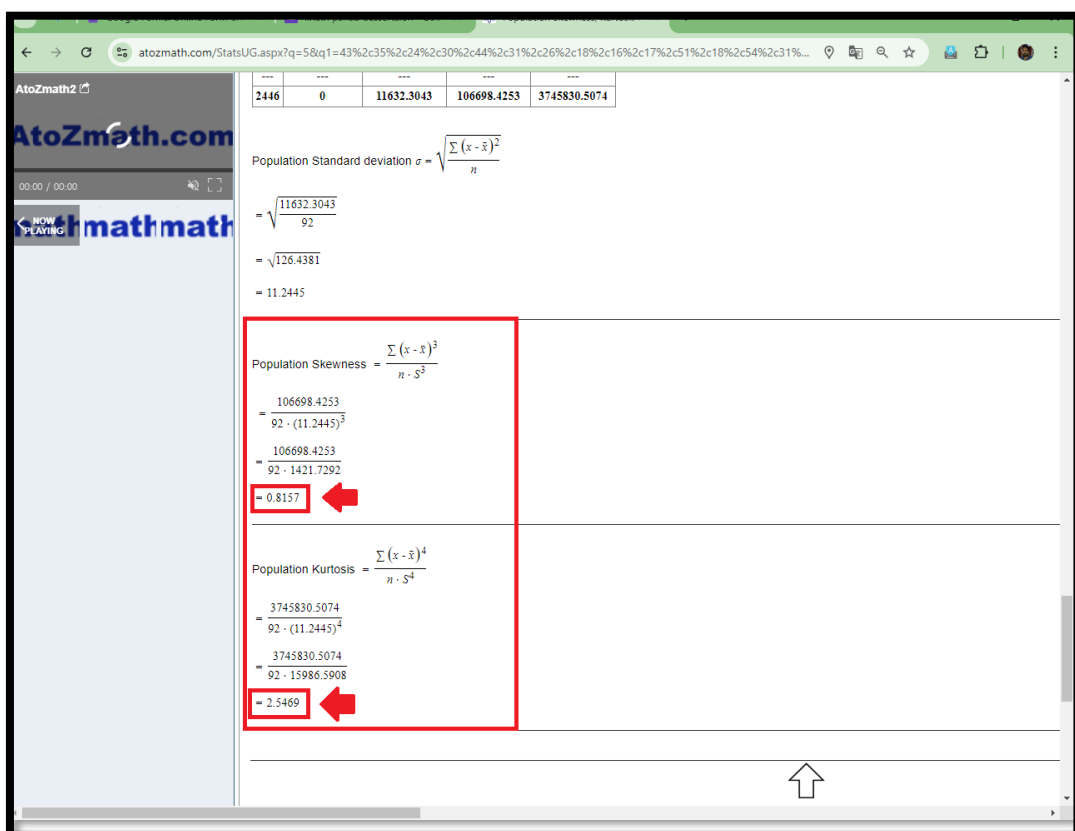 atozmath.com/StatsUG.aspx?q=5&q1=43%2c35%2c24%2c30%2c44%2c31%2c26%2c18%2c16%2c17%2c51%2c18%2c54%2c31%...
AtoZmath2
AtoZmath.com
00:00 / 00:00
NOW PLAYING
mathmath
--- --- --- --- ---
2446 0 11632.3043 106698.4253 3745830.5074
Population Standard deviation σ = √(∑ (x - x̄)² / n)
= √(11632.3043 / 92)
= √126.4381
= 11.2445
Population Skewness = ∑ (x - x̄)³ / n · S³
= 106698.4253 / 92 · (11.2445)³
= 106698.4253 / 92 · 1421.7292
= 0.8157
Population Kurtosis = ∑ (x - x̄)⁴ / n · S⁴
= 3745830.5074 / 92 · (11.2445)⁴
= 3745830.5074 / 92 · 15986.5908
= 2.5469